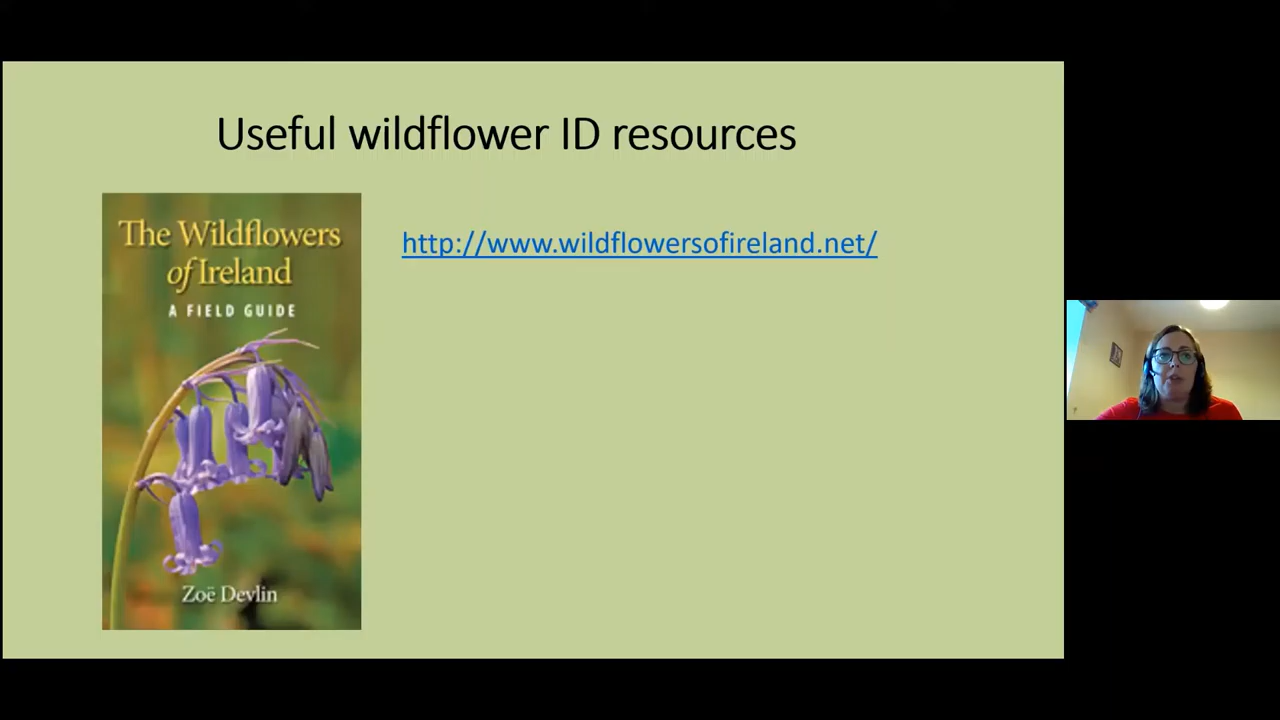 Useful wildflower ID resources
The Wildflowers
of Ireland
A FIELD GUIDE
Zoë Devlin
http://www.wildflowersofireland.net/